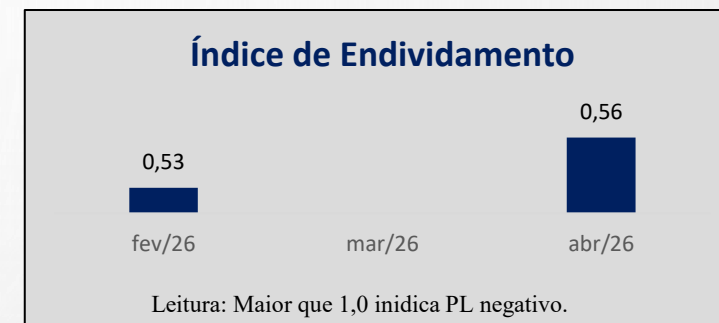 Índice de Endividamento
0,56
0,53
fev/26 mar/26 abr/26
Leitura: Maior que 1,0 inidica PL negativo.